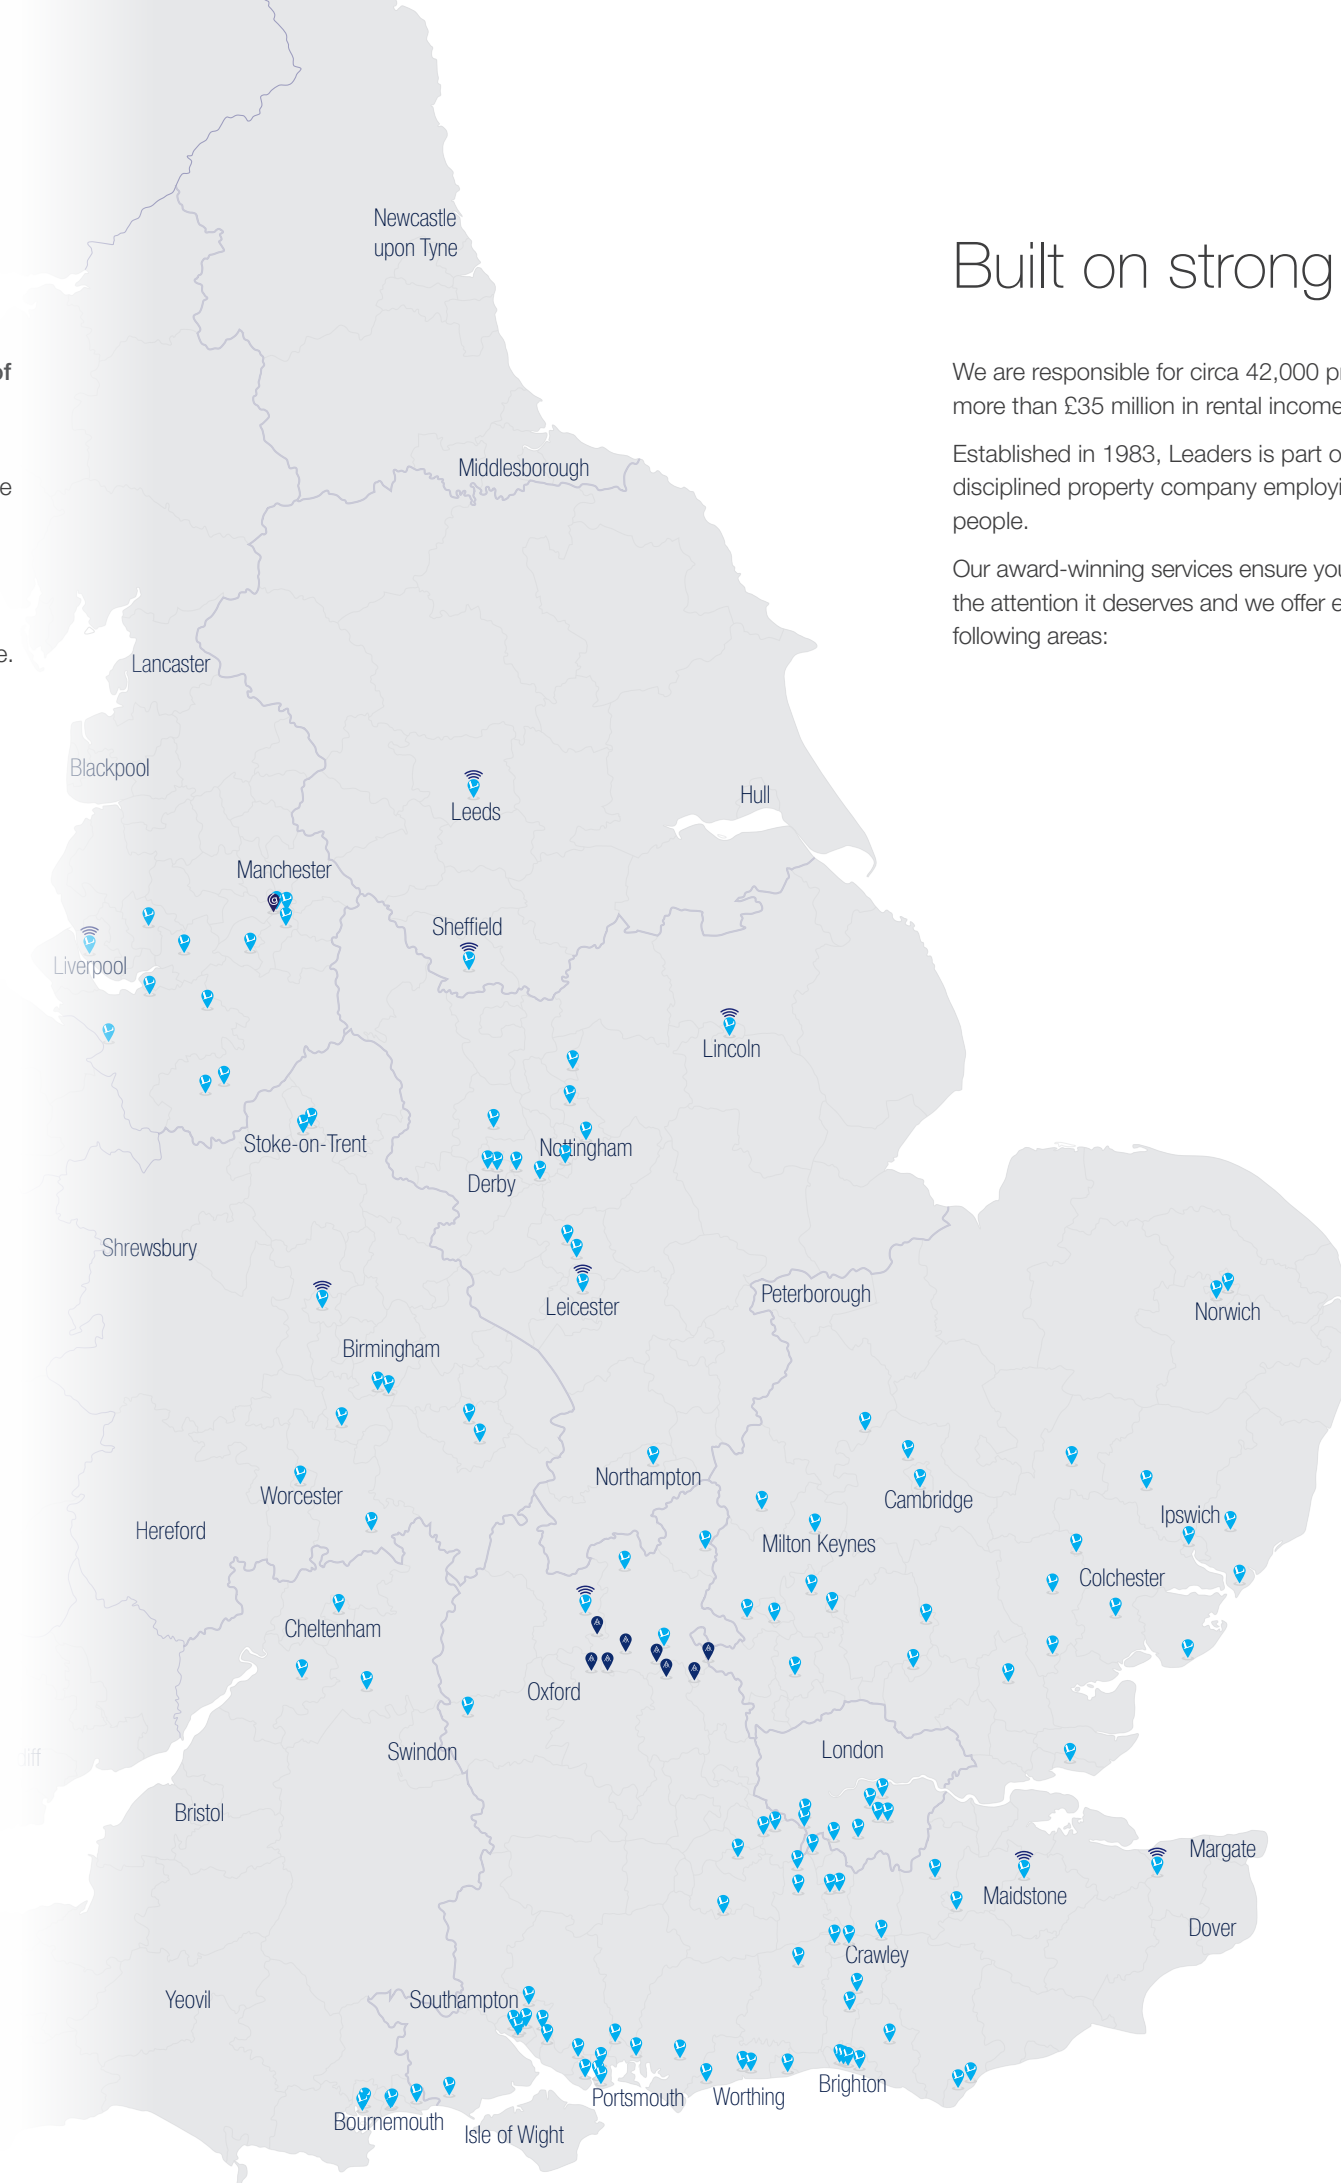 of
e
e.
Built on strong
We are responsible for circa 42,000 pr
more than £35 million in rental income
Established in 1983, Leaders is part o
disciplined property company employi
people.
Our award-winning services ensure you
the attention it deserves and we offer e
following areas:
Newcastle
upon Tyne
Middlesborough
Lancaster
Blackpool
Leeds
Hull
Manchester
Sheffield
Liverpool
Lincoln
Stoke-on-Trent
Nottingham
Derby
Shrewsbury
Leicester
Peterborough
Norwich
Birmingham
Northampton
Worcester
Cambridge
Ipswich
Hereford
Milton Keynes
Colchester
Cheltenham
Oxford
Swindon
London
iff
Bristol
Margate
Maidstone
Dover
Crawley
Yeovil
Southampton
Portsmouth
Worthing
Brighton
Bournemouth
Isle of Wight